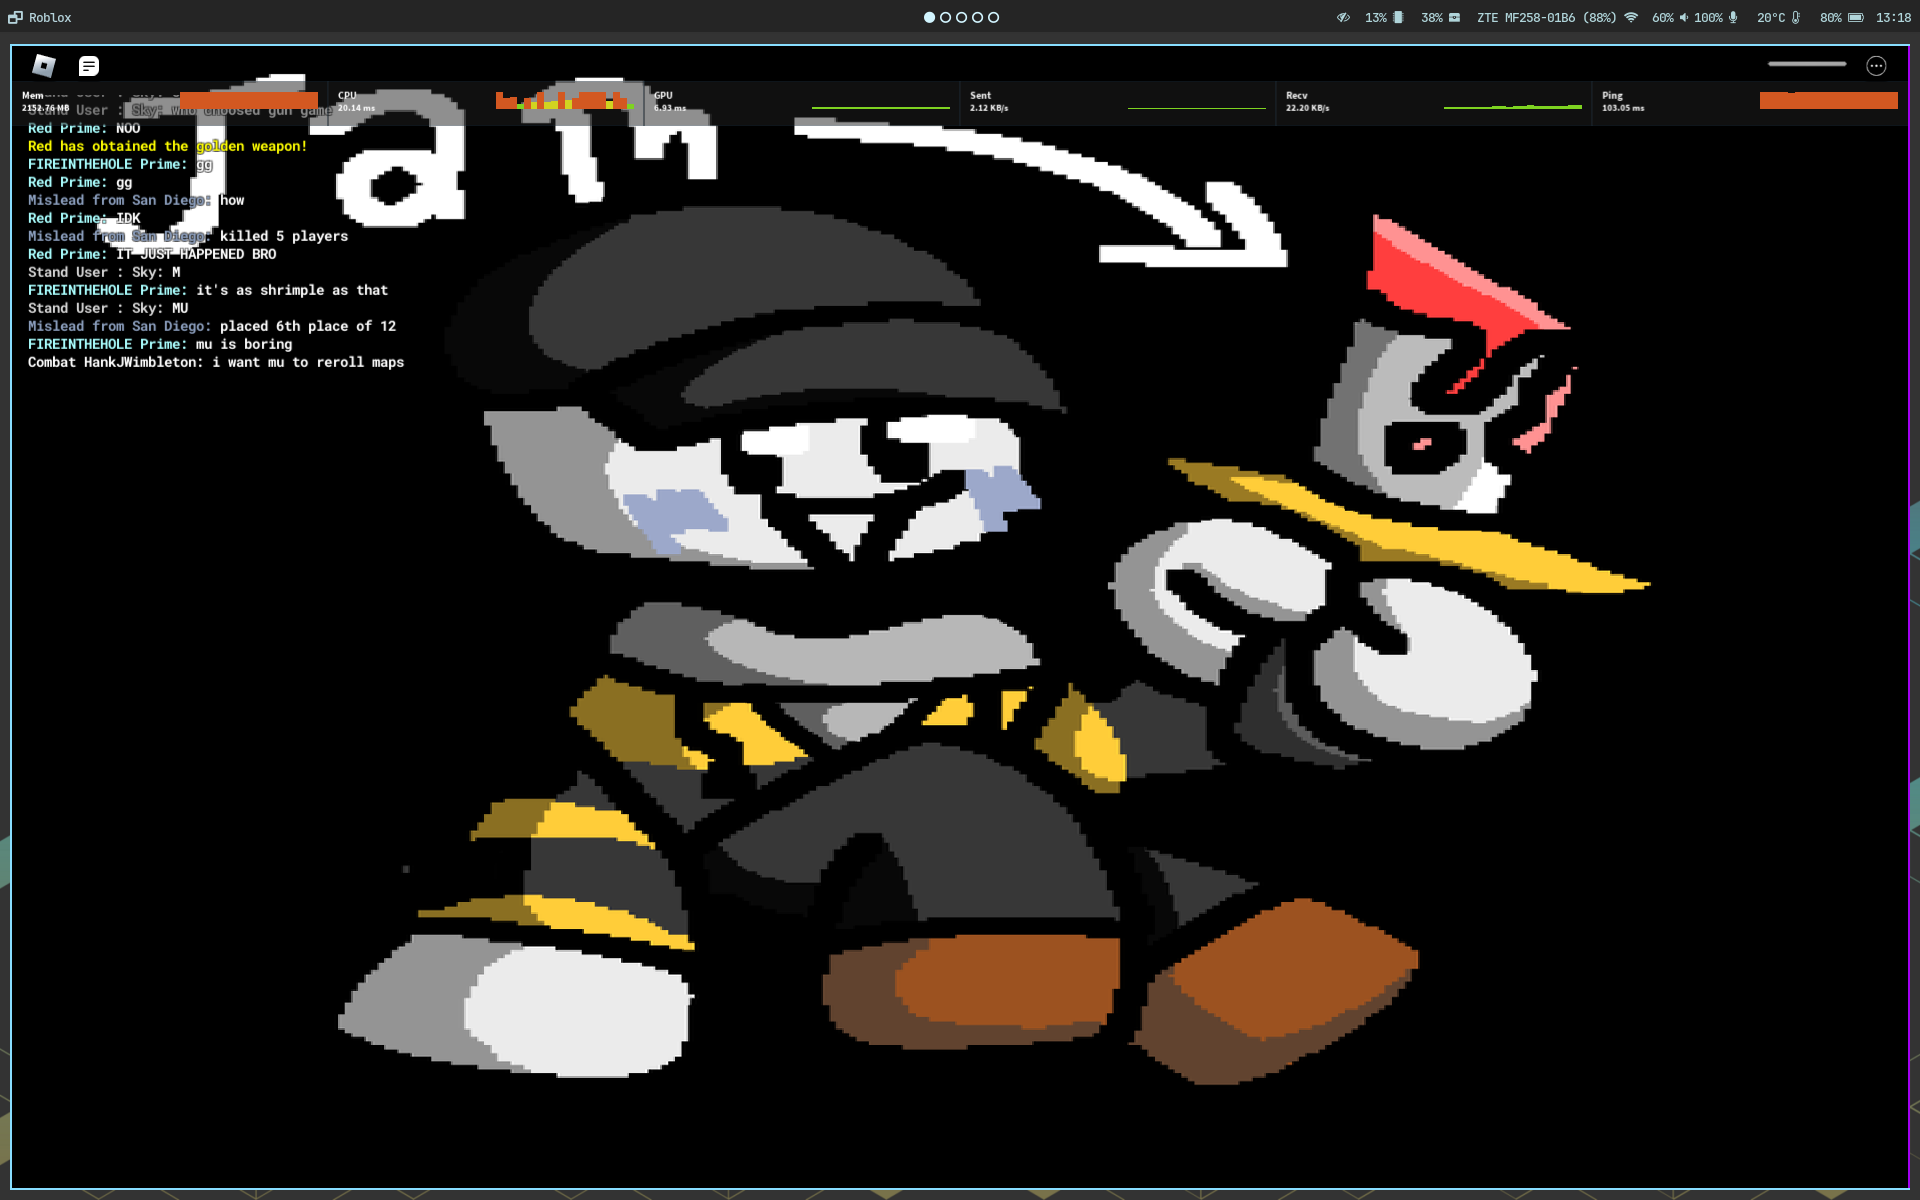 Roblox
13%
38%
ZTE MF258-01B6 (88%)
60%
100%
20°C
80%
13:18
Jam
Mem
2152.76 MB
CPU
20.14 ms
GPU
6.93 ms
Sent
2.12 KB/s
Recv
22.20 KB/s
Ping
103.05 ms
Stand User : Sky: who choosed gun game
Red Prime: NOO
Red has obtained the golden weapon!
FIREINTHEHOLE Prime: gg
Red Prime: gg
Mislead from San Diego: how
Red Prime: IDK
Mislead from San Diego: killed 5 players
Red Prime: IT JUST HAPPENED BRO
Stand User : Sky: M
FIREINTHEHOLE Prime: it's as shrimple as that
Stand User : Sky: MU
Mislead from San Diego: placed 6th place of 12
FIREINTHEHOLE Prime: mu is boring
Combat HankJWimbleton: i want mu to reroll maps